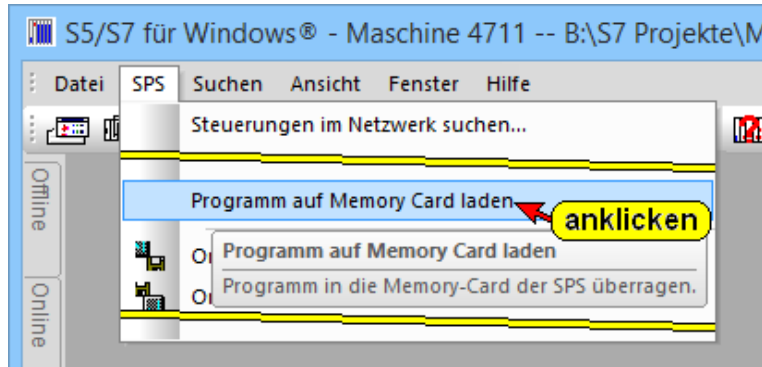 S5/S7 für Windows® - Maschine 4711 -- B:\S7 Projekte\M
Datei SPS Suchen Ansicht Fenster Hilfe
Steuerungen im Netzwerk suchen...
Offline
Programm auf Memory Card laden
anklicken
Programm auf Memory Card laden
Programm in die Memory-Card der SPS überragen.
Online